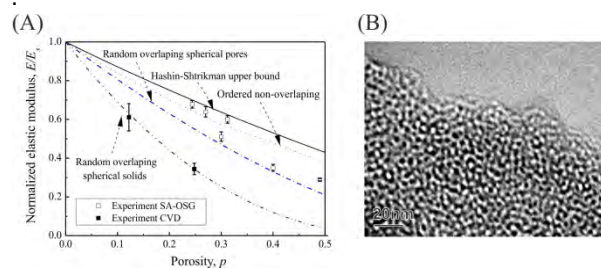 .
(A)
(B)
Normalized elastic modulus, E/Eₛ
1.0
0.8
0.6
0.4
0.2
0.0
Random overlaping spherical pores
Hashin-Shtrikman upper bound
Ordered non-overlaping
Random overlaping
spherical solids
Experiment SA-OSG
Experiment CVD
0.0
0.1
0.2
0.3
0.4
0.5
Porosity, p
20nm